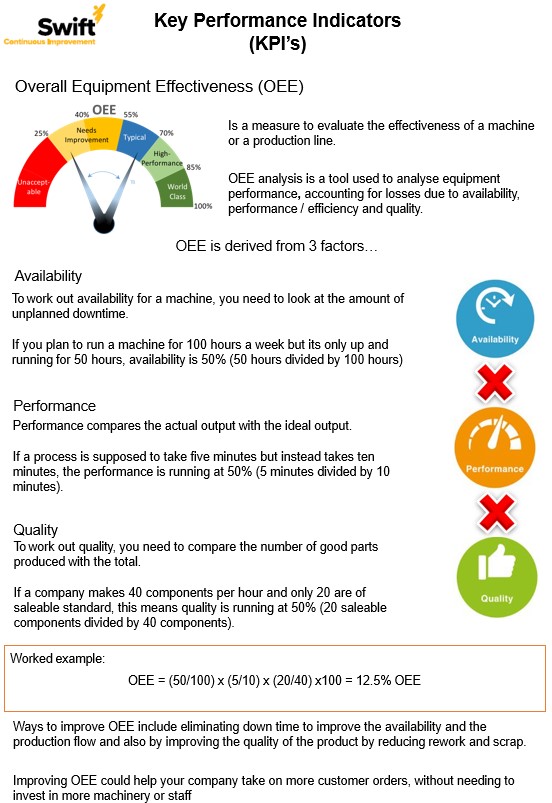 Swift
Continuous Improvement
Key Performance Indicators
(KPI’s)
Overall Equipment Effectiveness (OEE)
OEE
25%
40%
55%
70%
85%
100%
Unaccept-
able
Needs
Improvement
Typical
High-
Performance
World
Class
Is a measure to evaluate the effectiveness of a machine
or a production line.
OEE analysis is a tool used to analyse equipment
performance, accounting for losses due to availability,
performance / efficiency and quality.
OEE is derived from 3 factors…
Availability
To work out availability for a machine, you need to look at the amount of
unplanned downtime.
If you plan to run a machine for 100 hours a week but its only up and
running for 50 hours, availability is 50% (50 hours divided by 100 hours)
Availability
Performance
Performance compares the actual output with the ideal output.
If a process is supposed to take five minutes but instead takes ten
minutes, the performance is running at 50% (5 minutes divided by 10
minutes).
Performance
Quality
To work out quality, you need to compare the number of good parts
produced with the total.
If a company makes 40 components per hour and only 20 are of
saleable standard, this means quality is running at 50% (20 saleable
components divided by 40 components).
Quality
Worked example:
OEE = (50/100) x (5/10) x (20/40) x100 = 12.5% OEE
Ways to improve OEE include eliminating down time to improve the availability and the
production flow and also by improving the quality of the product by reducing rework and scrap.
Improving OEE could help your company take on more customer orders, without needing to
invest in more machinery or staff